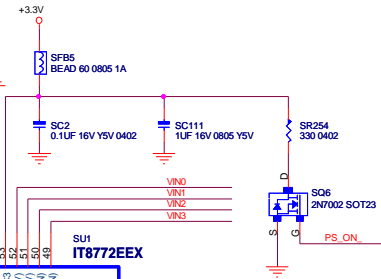 +3.3V
SFB5
BEAD 60 0805 1A
SC2
0.1UF 16V Y5V 0402
SC111
1UF 16V 0805 Y5V
SR254
330 0402
VIN0
VIN1
VIN2
VIN3
D
SQ6
2N7002 SOT23
S
G
PS_ON_
53
52
51
50
49
SU1
IT8772EEX